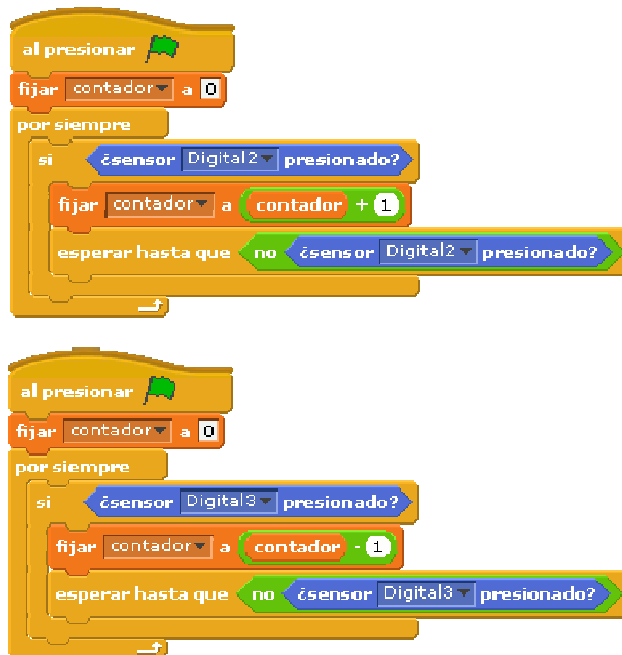 al presionar
fijar contador a 0
por siempre
si ¿sensor Digital2 presionado?
fijar contador a contador + 1
esperar hasta que no ¿sensor Digital2 presionado?
al presionar
fijar contador a 0
por siempre
si ¿sensor Digital3 presionado?
fijar contador a contador - 1
esperar hasta que no ¿sensor Digital3 presionado?